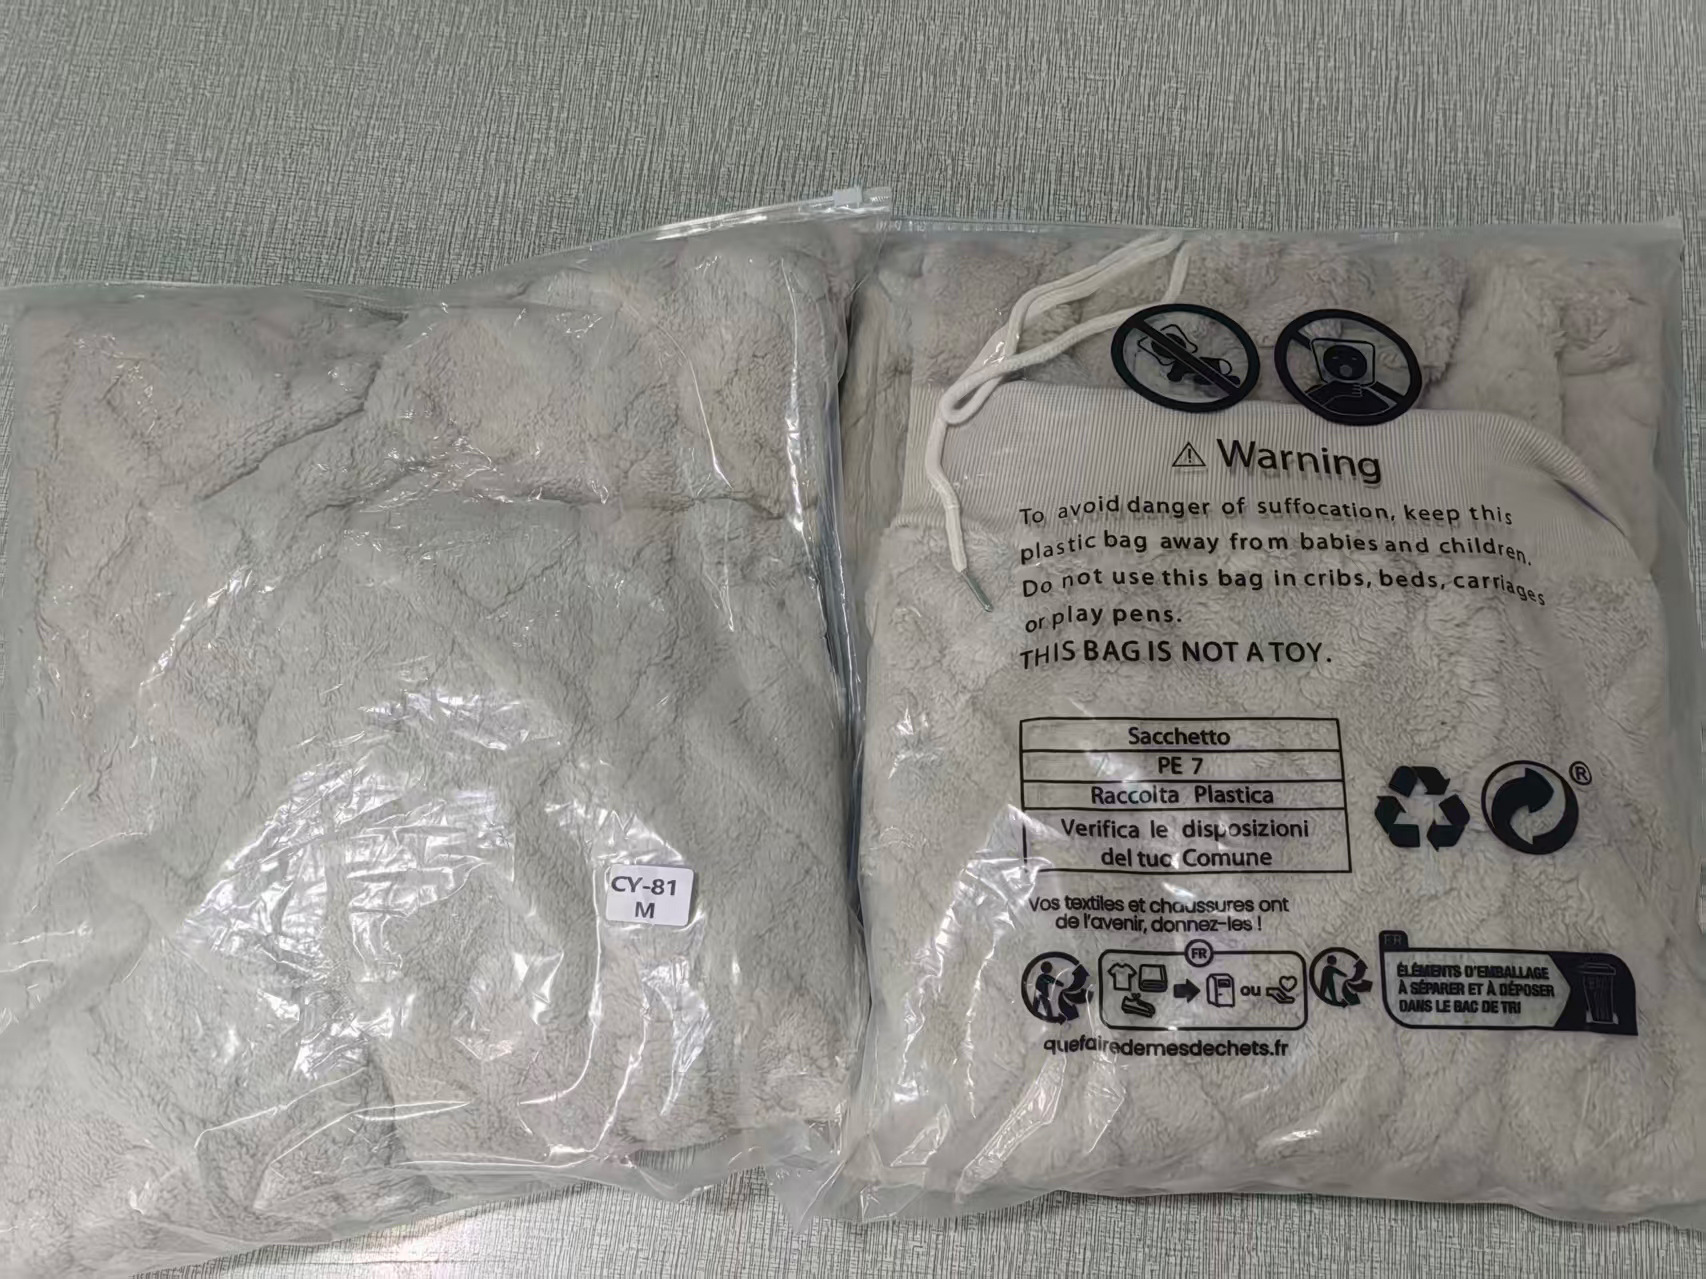 CY-81
M
Warning
To avoid danger of suffocation, keep this
plastic bag away from babies and children.
Do not use this bag in cribs, beds, carriages
or play pens.
THIS BAG IS NOT A TOY.
Sacchetto
PE 7
Raccolta Plastica
Verifica le disposizioni
del tuo Comune
®
Vos textiles et chaussures ont
de l'avenir, donnez-les !
FR
ou
quefairedemesdechets.fr
FR
ÉLÉMENTS D'EMBALLAGE
À SÉPARER ET À DÉPOSER
DANS LE BAC DE TRI